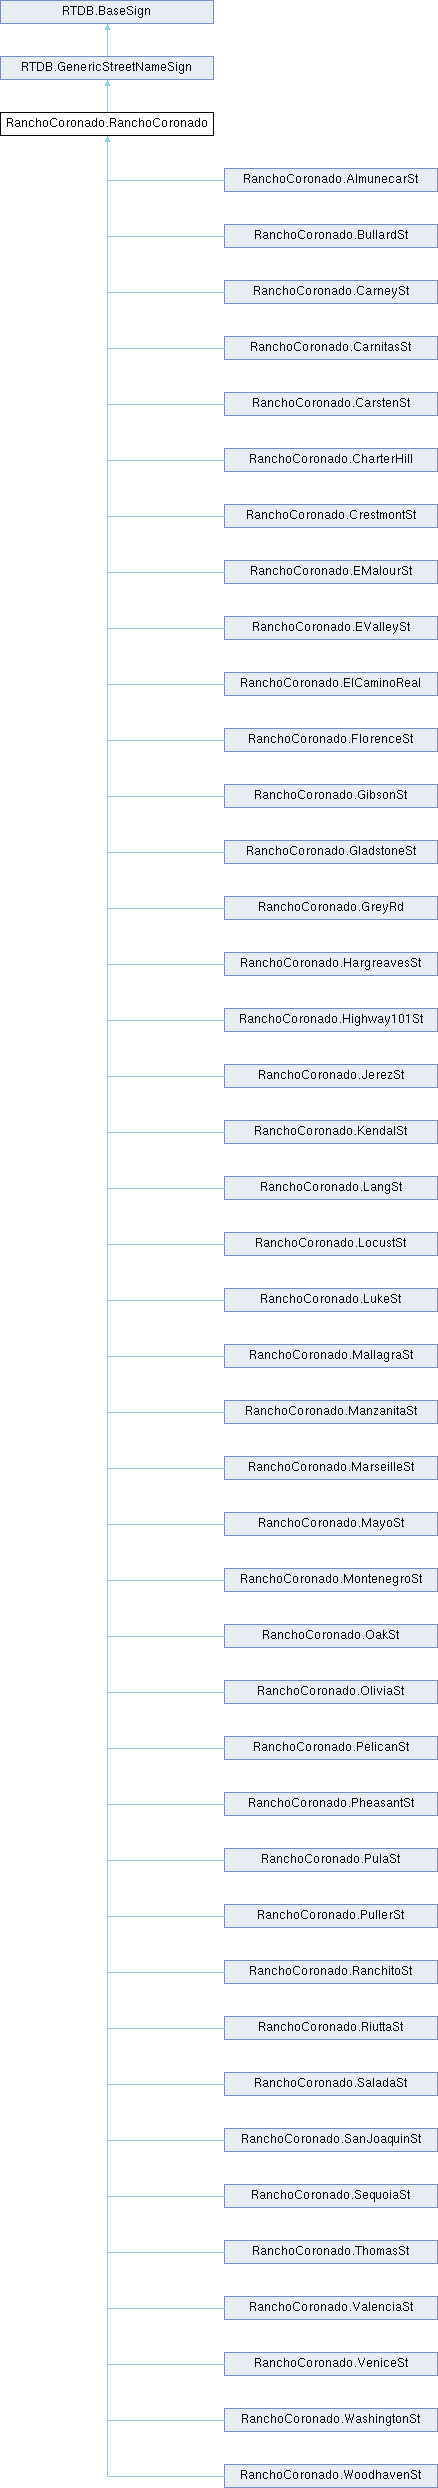 RTDB.BaseSign
RTDB.GenericStreetNameSign
RanchoCoronado.RanchoCoronado
RanchoCoronado.AlmunecarSt
RanchoCoronado.BullardSt
RanchoCoronado.CarneySt
RanchoCoronado.CarnitasSt
RanchoCoronado.CarstenSt
RanchoCoronado.CharterHill
RanchoCoronado.CrestmontSt
RanchoCoronado.EMalourSt
RanchoCoronado.EValleySt
RanchoCoronado.ElCaminoReal
RanchoCoronado.FlorenceSt
RanchoCoronado.GibsonSt
RanchoCoronado.GladstoneSt
RanchoCoronado.GreyRd
RanchoCoronado.HargreavesSt
RanchoCoronado.Highway101St
RanchoCoronado.JerezSt
RanchoCoronado.KendalSt
RanchoCoronado.LangSt
RanchoCoronado.LocustSt
RanchoCoronado.LukeSt
RanchoCoronado.MallagraSt
RanchoCoronado.ManzanitaSt
RanchoCoronado.MarseilleSt
RanchoCoronado.MayoSt
RanchoCoronado.MontenegroSt
RanchoCoronado.OakSt
RanchoCoronado.OliviaSt
RanchoCoronado.PelicanSt
RanchoCoronado.PheasantSt
RanchoCoronado.PulaSt
RanchoCoronado.PullerSt
RanchoCoronado.RanchitoSt
RanchoCoronado.RiuttaSt
RanchoCoronado.SaladaSt
RanchoCoronado.SanJoaquinSt
RanchoCoronado.SequoiaSt
RanchoCoronado.ThomasSt
RanchoCoronado.ValenciaSt
RanchoCoronado.VeniceSt
RanchoCoronado.WashingtonSt
RanchoCoronado.WoodhavenSt